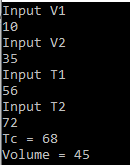 Input V1
10
Input V2
35
Input T1
56
Input T2
72
Tc = 68
Volume = 45